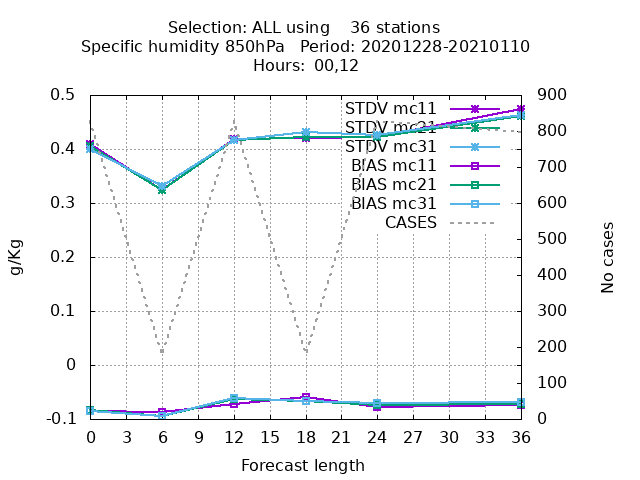 Selection: ALL using    36 stations
Specific humidity 850hPa   Period: 20201228-20210110
Hours: 00,12
0.5
0.4
0.3
0.2
0.1
0
-0.1
g/Kg
STDV mc11
STDV mc21
STDV mc31
BIAS mc11
BIAS mc21
BIAS mc31
CASES
900
800
700
600
500
400
300
200
100
0
No cases
0 3 6 9 12 15 18 21 24 27 30 33 36
Forecast length